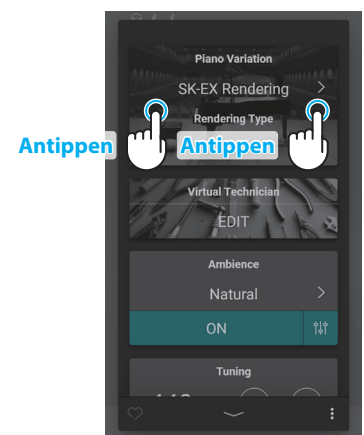 Piano Variation
SK-EX Rendering
Rendering Type
Antippen Antippen
Virtual Technician
EDIT
Ambience
Natural
ON
Tuning